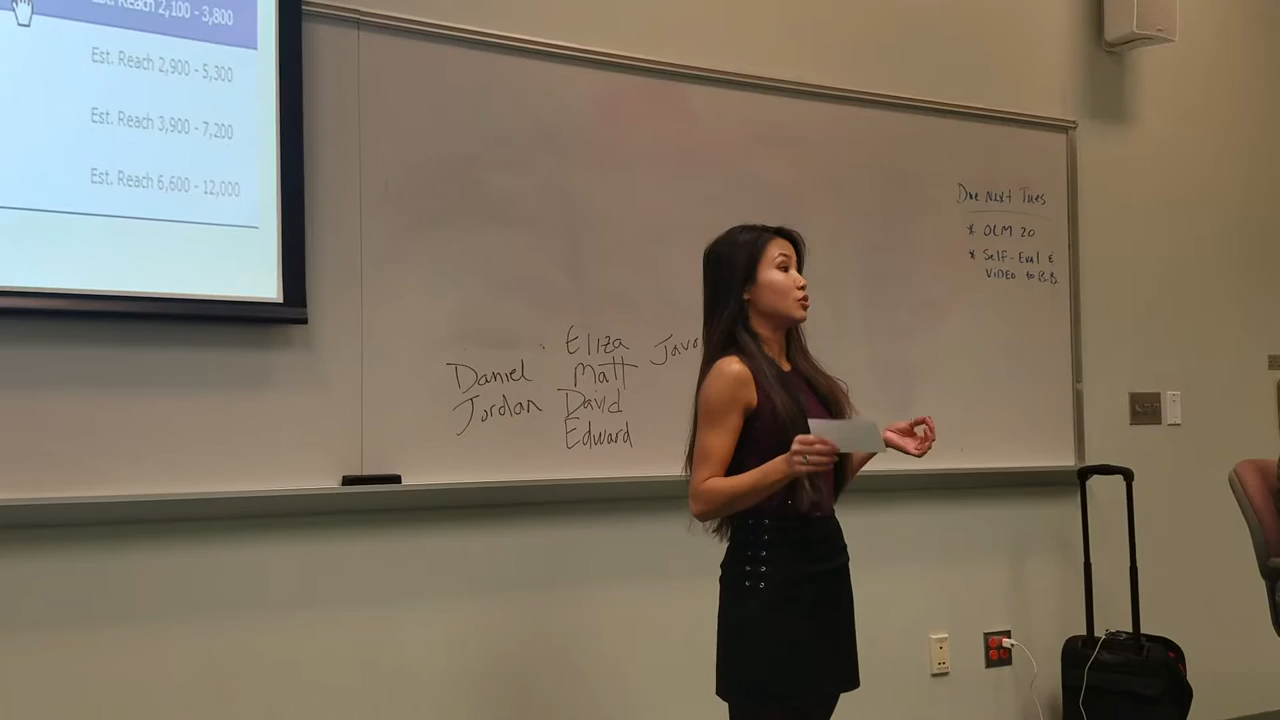 Est. Reach 2,100 - 3,800
Est. Reach 2,900 - 5,300
Est. Reach 3,900 - 7,200
Est. Reach 6,600 - 12,000
Eliza
Daniel Matt
Jordan David
Edward
Due Next Tues
* OLM 20
* Self-Eval &
VIDEO to B.B.